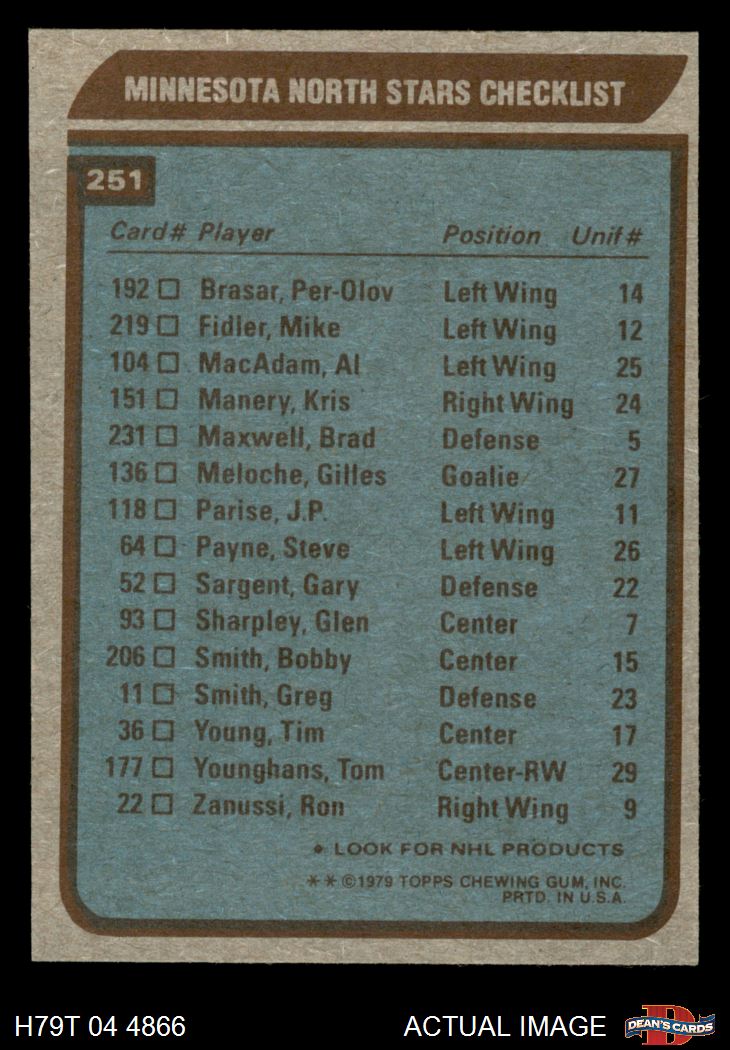 MINNESOTA NORTH STARS CHECKLIST
251
Card# Player Position Unif#
192 □ Brasar, Per-Olov Left Wing 14
219 □ Fidler, Mike Left Wing 12
104 □ MacAdam, Al Left Wing 25
151 □ Manery, Kris Right Wing 24
231 □ Maxwell, Brad Defense 5
136 □ Meloche, Gilles Goalie 27
118 □ Parise, J.P. Left Wing 11
64 □ Payne, Steve Left Wing 26
52 □ Sargent, Gary Defense 22
93 □ Sharpley, Glen Center 7
206 □ Smith, Bobby Center 15
11 □ Smith, Greg Defense 23
36 □ Young, Tim Center 17
177 □ Younghans, Tom Center-RW 29
22 □ Zanussi, Ron Right Wing 9
• LOOK FOR NHL PRODUCTS
** ©1979 TOPPS CHEWING GUM, INC.
PRTD. IN U.S.A.
H79T 04 4866 ACTUAL IMAGE D DEAN'S CARDS